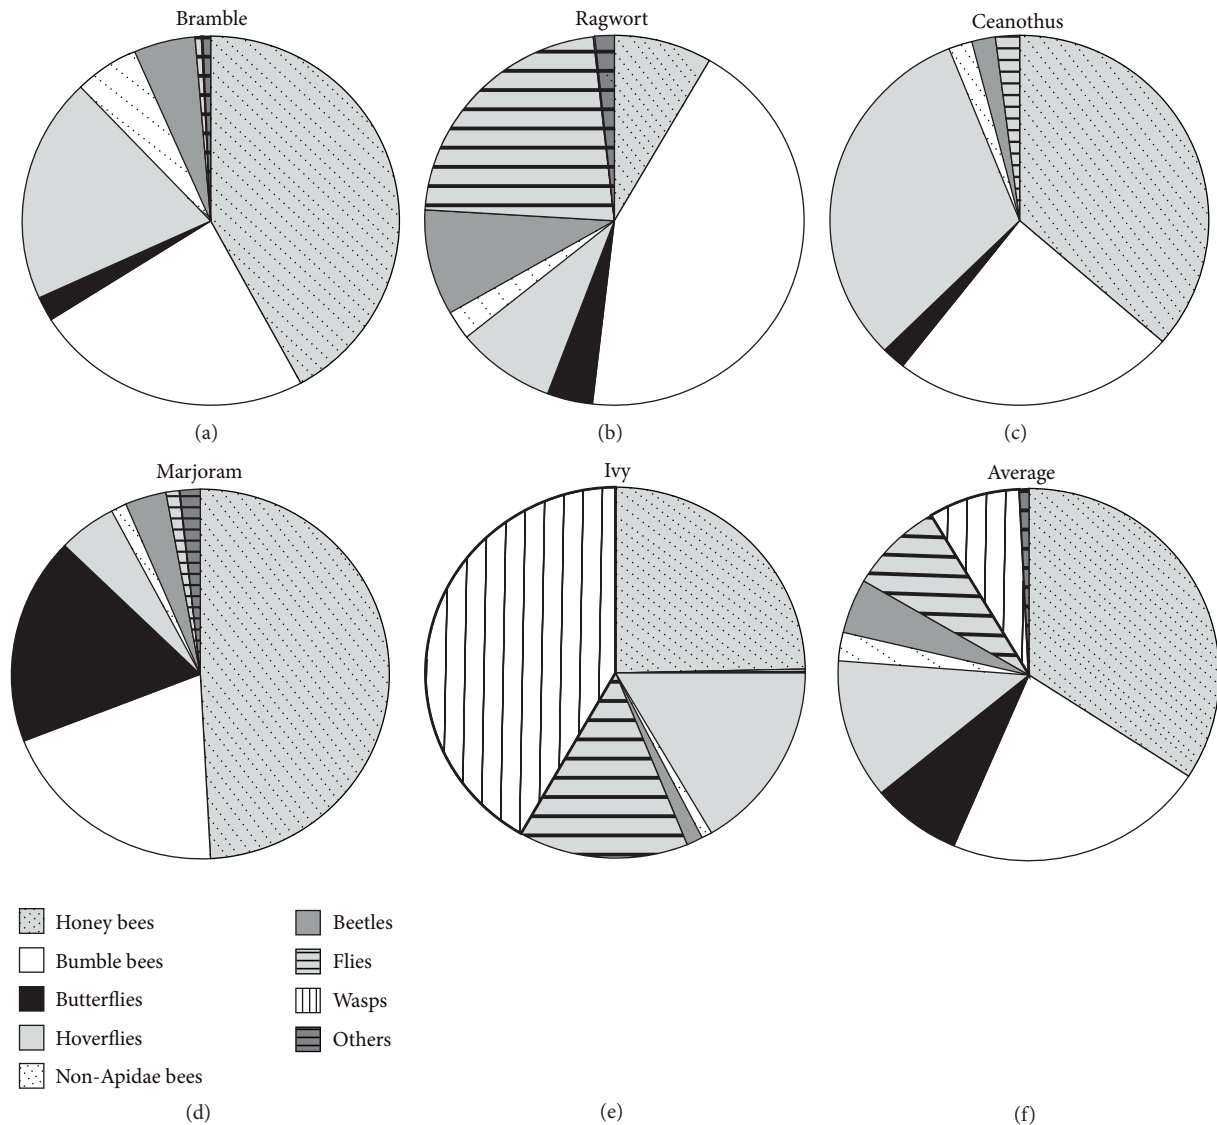 Bramble
Ragwort
Ceanothus
(a)
(b)
(c)
Marjoram
Ivy
Average
Honey bees
Bumble bees
Butterflies
Hoverflies
Non-Apidae bees
Beetles
Flies
Wasps
Others
(d)
(e)
(f)